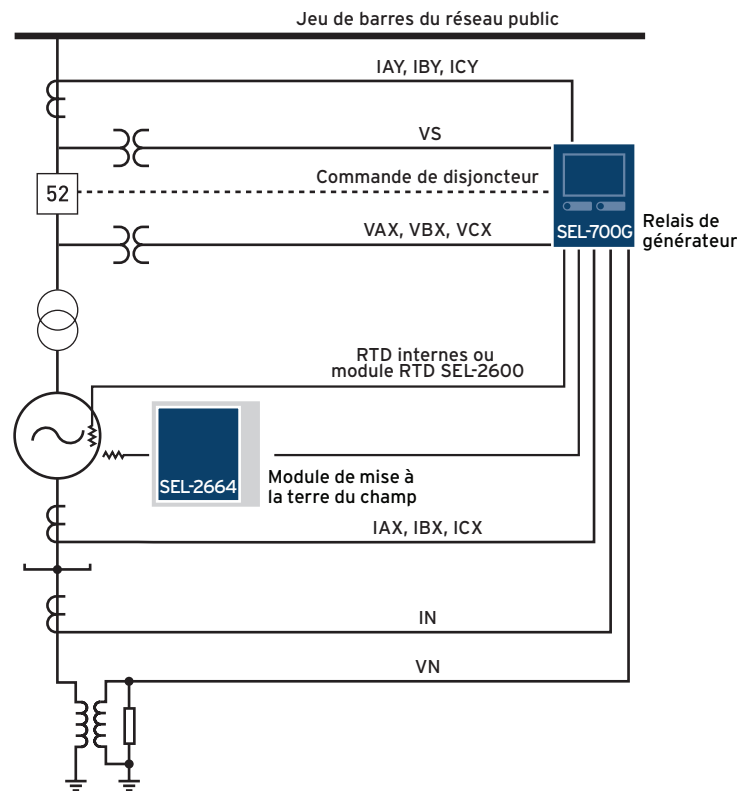 Jeu de barres du réseau public
IAY, IBY, ICY
VS
Commande de disjoncteur
52
VAX, VBX, VCX
SEL-700G
Relais de
générateur
RTD internes ou
module RTD SEL-2600
SEL-2664
Module de mise à
la terre du champ
IAX, IBX, ICX
IN
VN